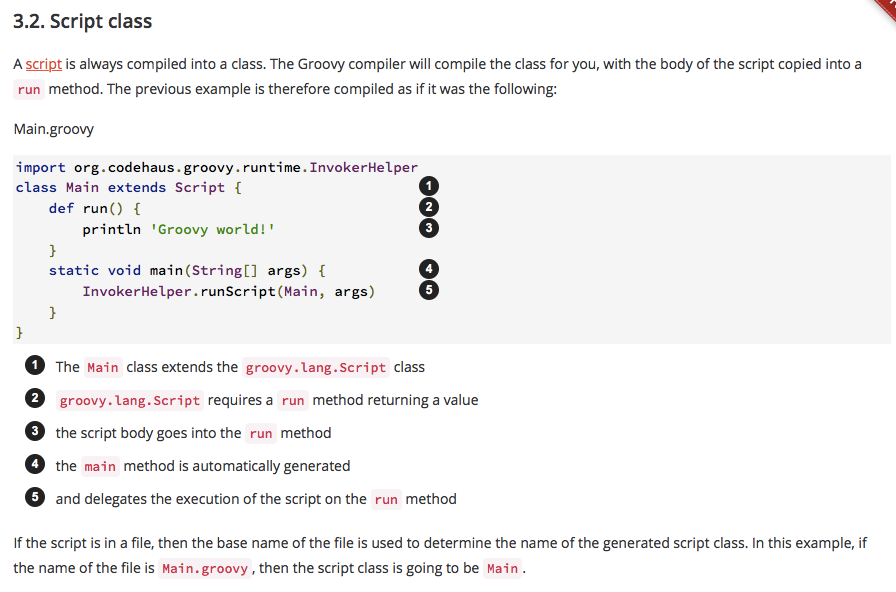 3.2. Script class
A script is always compiled into a class. The Groovy compiler will compile the class for you, with the body of the script copied into a
run method. The previous example is therefore compiled as if it was the following:
Main.groovy
import org.codehaus.groovy.runtime.InvokerHelper
class Main extends Script { 1
    def run() { 2
        println 'Groovy world!' 3
    }
    static void main(String[] args) { 4
        InvokerHelper.runScript(Main, args) 5
    }
}
1 The Main class extends the groovy.lang.Script class
2 groovy.lang.Script requires a run method returning a value
3 the script body goes into the run method
4 the main method is automatically generated
5 and delegates the execution of the script on the run method
If the script is in a file, then the base name of the file is used to determine the name of the generated script class. In this example, if
the name of the file is Main.groovy, then the script class is going to be Main.